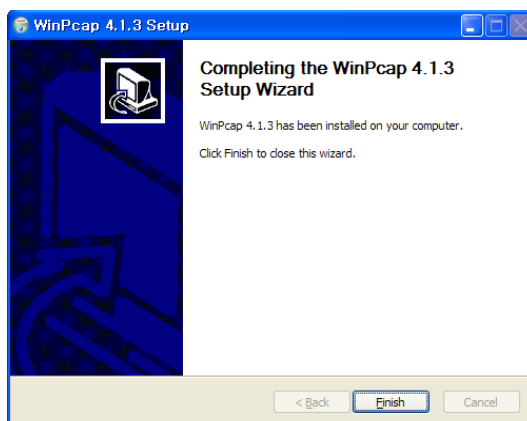 WinPcap 4.1.3 Setup
Completing the WinPcap 4.1.3
Setup Wizard
WinPcap 4.1.3 has been installed on your computer.
Click Finish to close this wizard.
< Back Finish Cancel